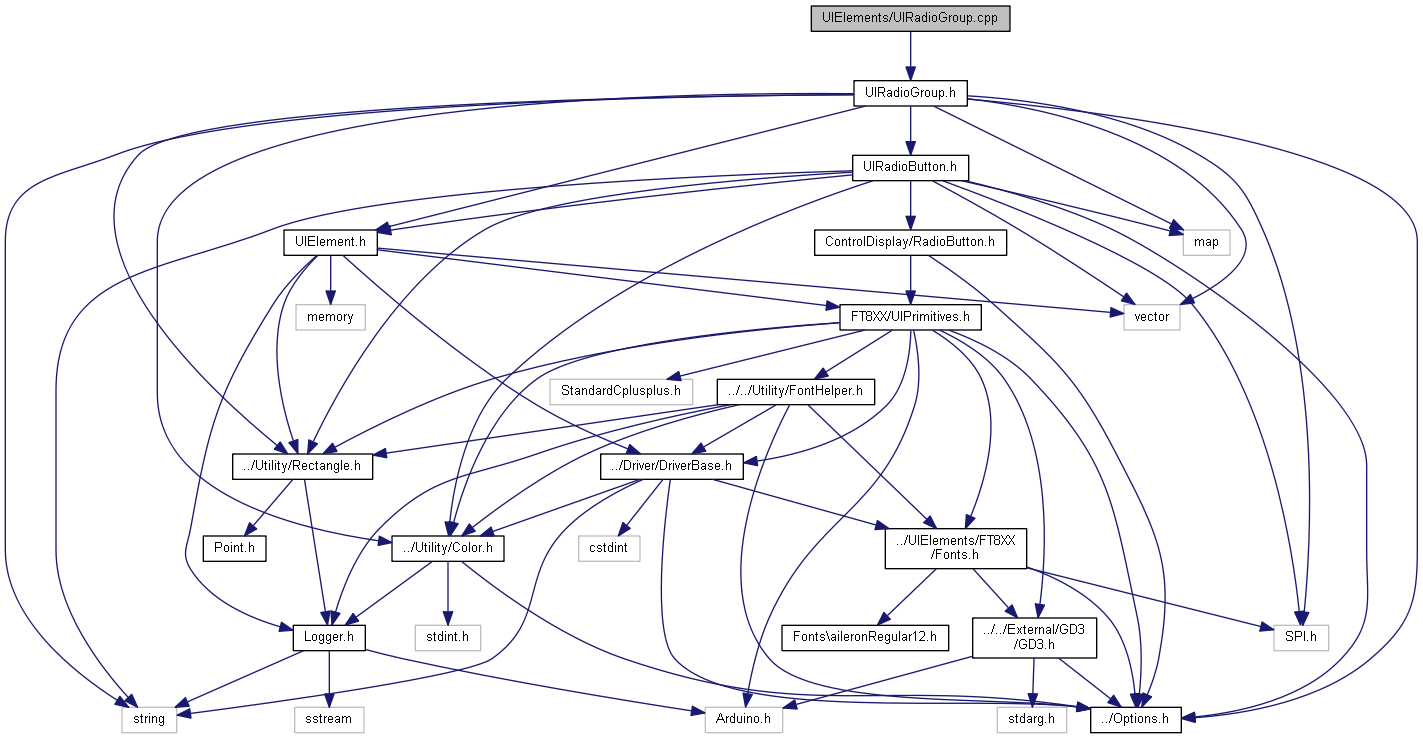 UIElements/UIRadioGroup.cpp
UIRadioGroup.h
UIRadioButton.h
UIElement.h
ControlDisplay/RadioButton.h
map
memory
FT8XX/UIPrimitives.h
vector
StandardCplusplus.h
../../Utility/FontHelper.h
../Utility/Rectangle.h
../Driver/DriverBase.h
Point.h
../Utility/Color.h
cstdint
../UIElements/FT8XX
/Fonts.h
Logger.h
stdint.h
Fonts\aileronRegular12.h
../../External/GD3
/GD3.h
SPI.h
string
sstream
Arduino.h
stdarg.h
../Options.h